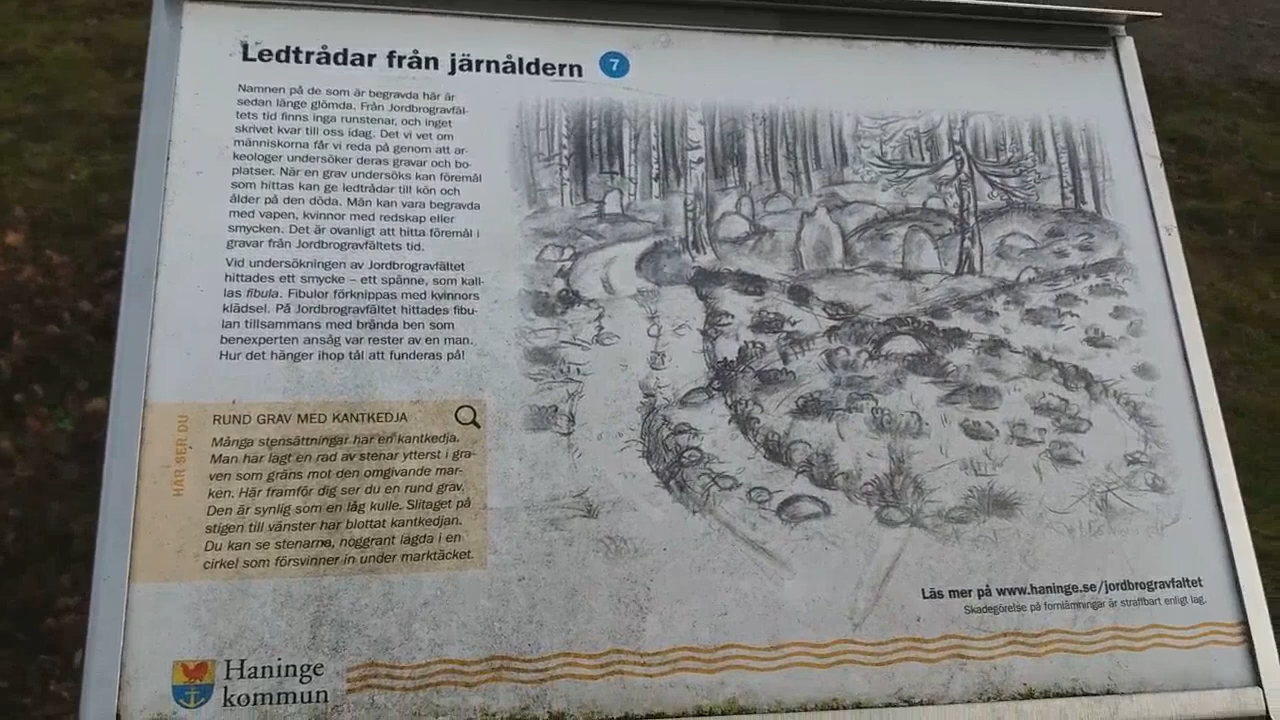 Ledtrådar från järnåldern 7
Namnen på de som är begravda här är
sedan länge glömda. Från Jordbrogravfäl-
tets tid finns inga runstenar, och inget
skrivet kvar till oss idag. Det vi vet om
människorna får vi reda på genom att ar-
keologer undersöker deras gravar och bo-
platser. När en grav undersöks kan föremål
som hittas kan ge ledtrådar till kön och
ålder på den döda. Män kan vara begravda
med vapen, kvinnor med redskap eller
smycken. Det är ovanligt att hitta föremål i
gravar från Jordbrogravfältets tid.
Vid undersökningen av Jordbrogravfältet
hittades ett smycke – ett spänne, som kal-
las fibula. Fibulor förknippas med kvinnors
klädsel. På Jordbrogravfältet hittades fibu-
lan tillsammans med brända ben som
benexperten ansåg var rester av en man.
Hur det hänger ihop tål att funderas på!
HÄR SER DU
RUND GRAV MED KANTKEDJA
Många stensättningar har en kantkedja.
Man har lagt en rad av stenar ytterst i gra-
ven som gräns mot den omgivande mar-
ken. Här framför dig ser du en rund grav.
Den är synlig som en låg kulle. Slitaget på
stigen till vänster har blottat kantkedjan.
Du kan se stenarna, noggrant lagda i en
cirkel som försvinner in under marktäcket.
Läs mer på www.haninge.se/jordbrogravfaltet
Skadegörelse på fornlämningar är straffbart enligt lag.
Haninge
kommun